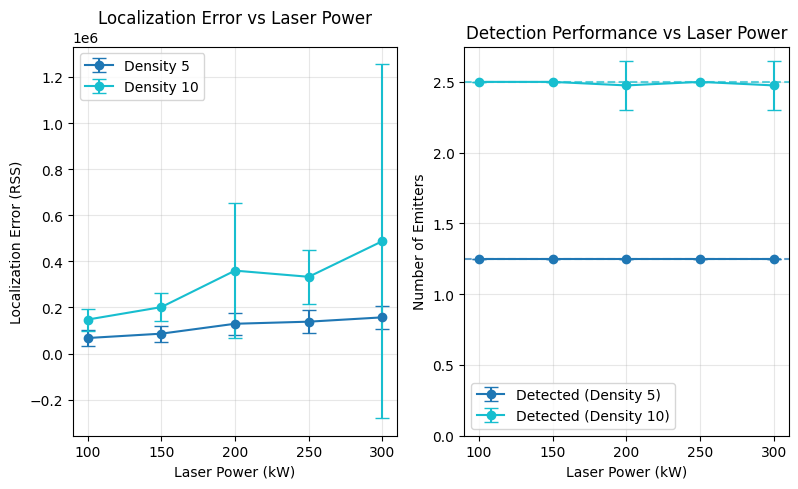 Localization Error vs Laser Power
1e6
Localization Error (RSS)
1.2
1.0
0.8
0.6
0.4
0.2
0.0
−0.2
Density 5
Density 10
100
150
200
250
300
Laser Power (kW)
Detection Performance vs Laser Power
Number of Emitters
2.5
2.0
1.5
1.0
0.5
0.0
Detected (Density 5)
Detected (Density 10)
100
150
200
250
300
Laser Power (kW)